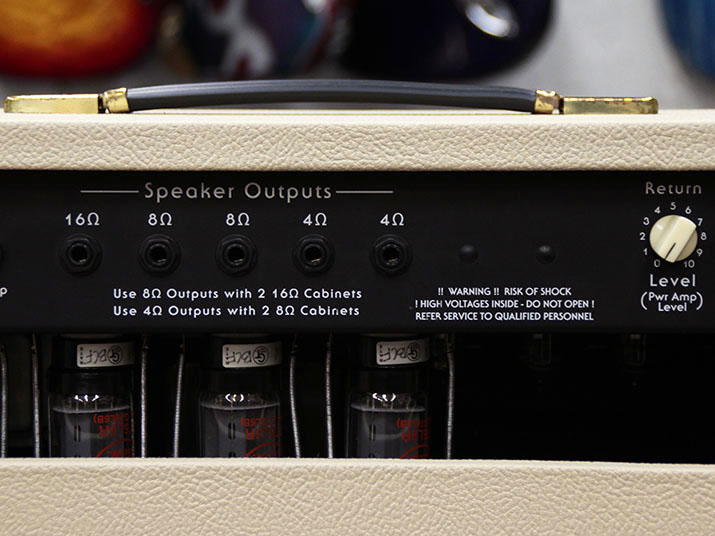 Speaker Outputs
16Ω 8Ω 8Ω 4Ω 4Ω
Use 8Ω Outputs with 2 16Ω Cabinets
Use 4Ω Outputs with 2 8Ω Cabinets
!! WARNING !! RISK OF SHOCK
! HIGH VOLTAGES INSIDE - DO NOT OPEN !
REFER SERVICE TO QUALIFIED PERSONNEL
Return
0 1 2 3 4 5 6 7 8 9 10
Level
(Pwr Amp
Level)